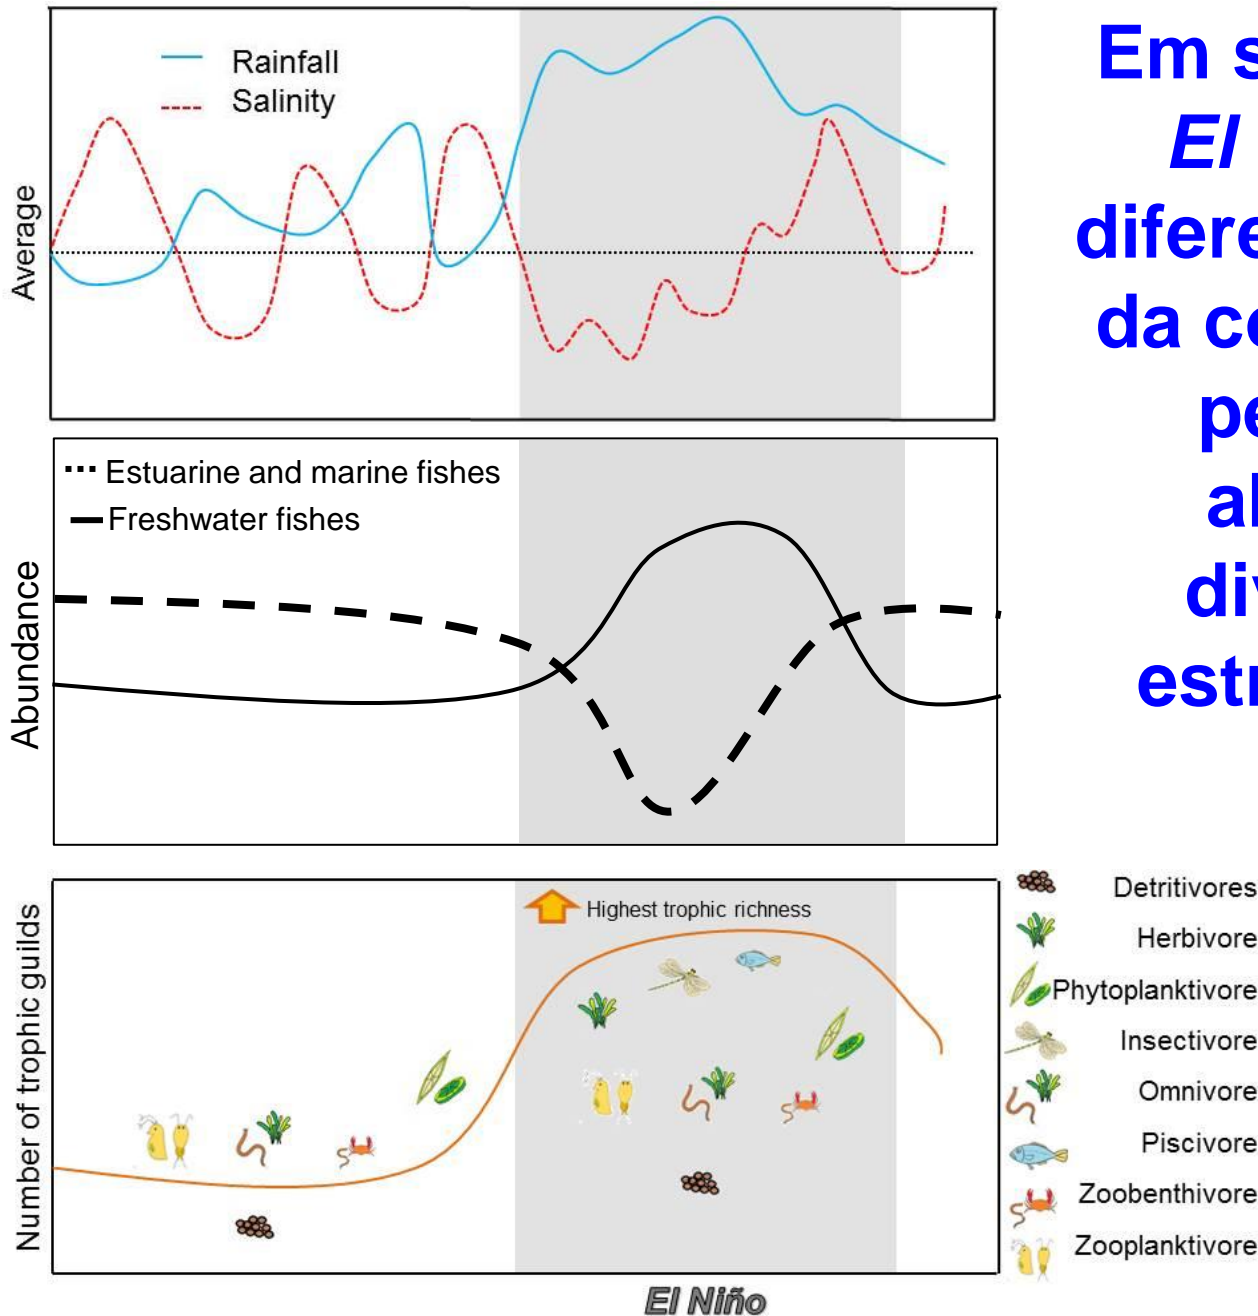 Rainfall
Salinity
Average
Em s
El
difere
da c
pe
al
div
estr
Estuarine and marine fishes
Freshwater fishes
Abundance
Highest trophic richness
Number of trophic guilds
El Niño
Detritivores
Herbivore
Phytoplanktivore
Insectivore
Omnivore
Piscivore
Zoobenthivore
Zooplanktivore